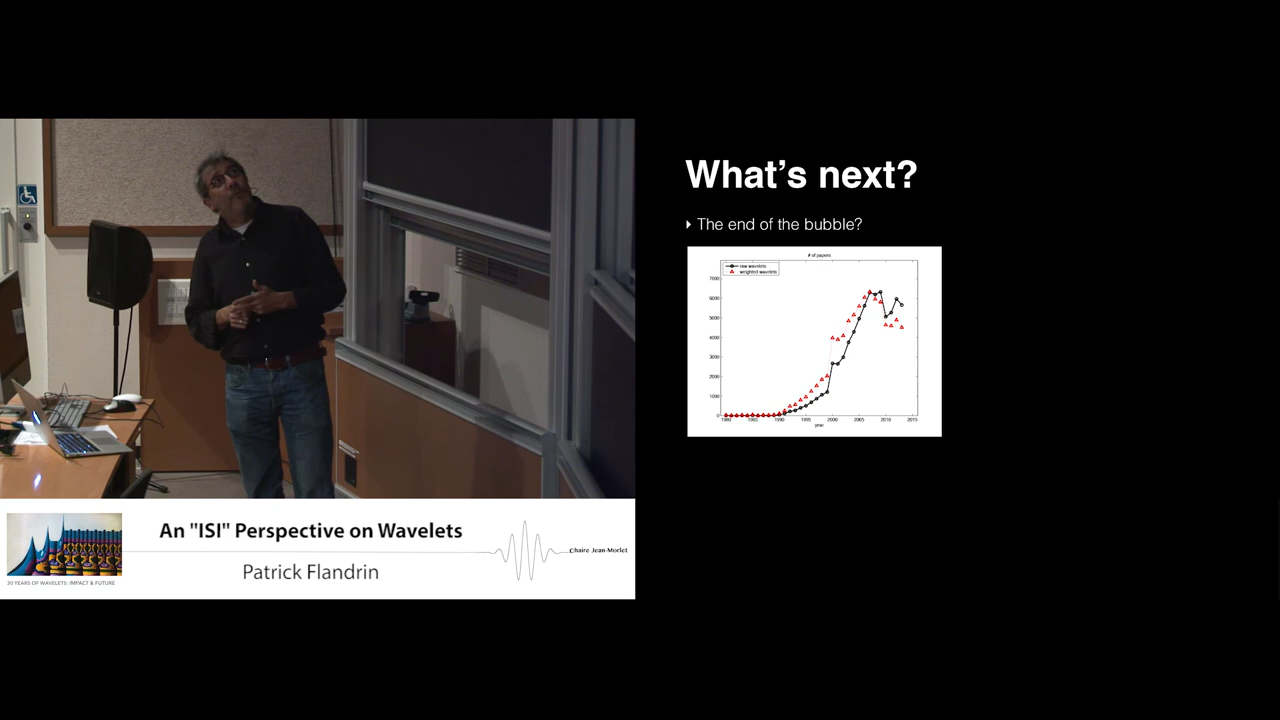 What's next?
The end of the bubble?
# of papers
raw wavelets
weighted wavelets
7000
6000
5000
4000
3000
2000
1000
0
1980 1985 1990 1995 2000 2005 2010 2015
year
An "ISI" Perspective on Wavelets
Patrick Flandrin
Chaire Jean-Morlet
30 YEARS OF WAVELETS: IMPACT & FUTURE